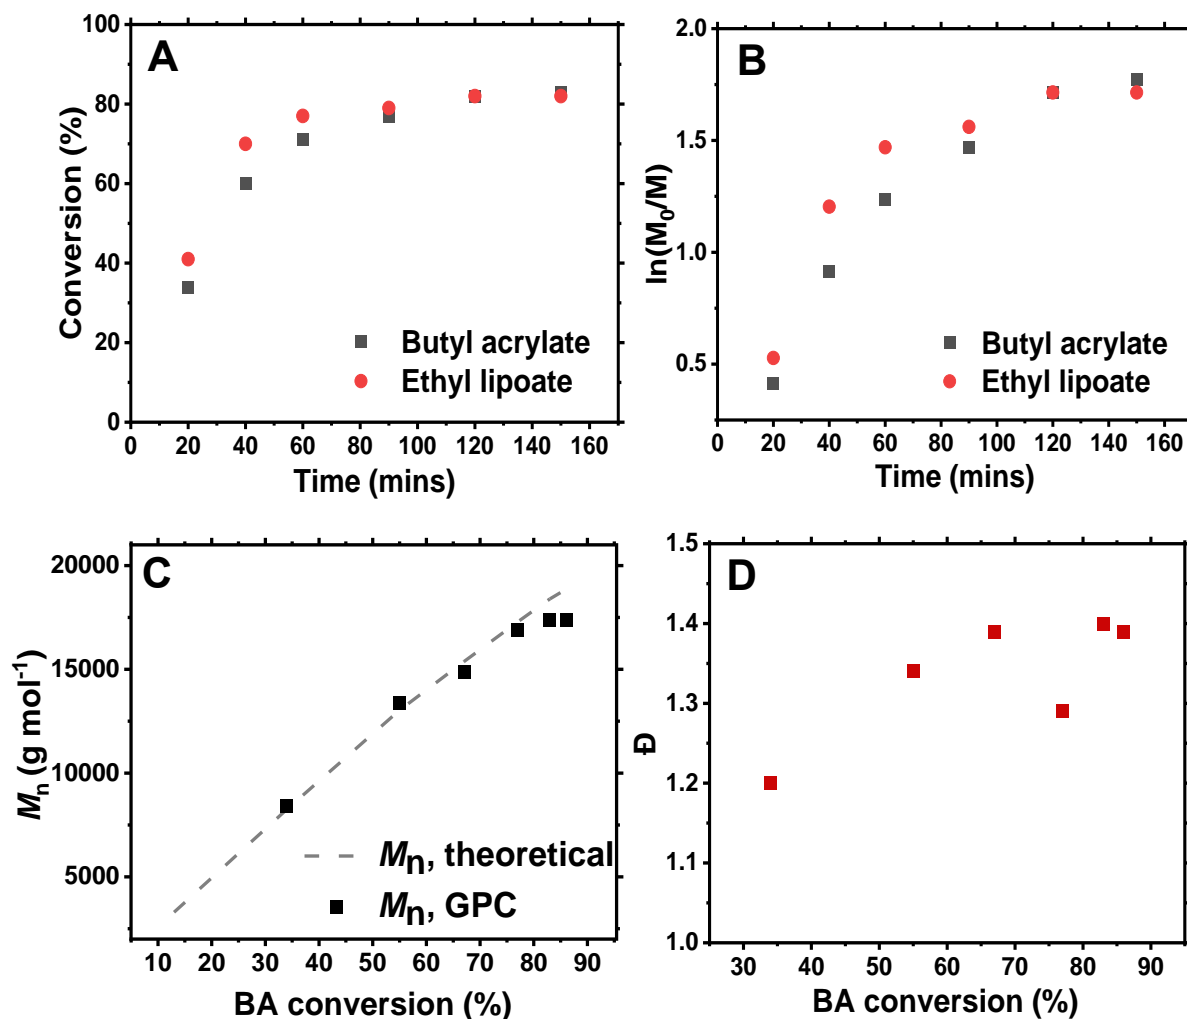 A
Conversion (%)
100
80
60
40
20
0
Butyl acrylate
Ethyl lipoate
0 20 40 60 80 100 120 140 160
Time (mins)
B
ln(M0/M)
2.0
1.5
1.0
0.5
Butyl acrylate
Ethyl lipoate
0 20 40 60 80 100 120 140 160
Time (mins)
C
Mn (g mol-1)
20000
15000
10000
5000
Mn, theoretical
Mn, GPC
10 20 30 40 50 60 70 80 90
BA conversion (%)
D
Đ
1.5
1.4
1.3
1.2
1.1
1.0
30 40 50 60 70 80 90
BA conversion (%)